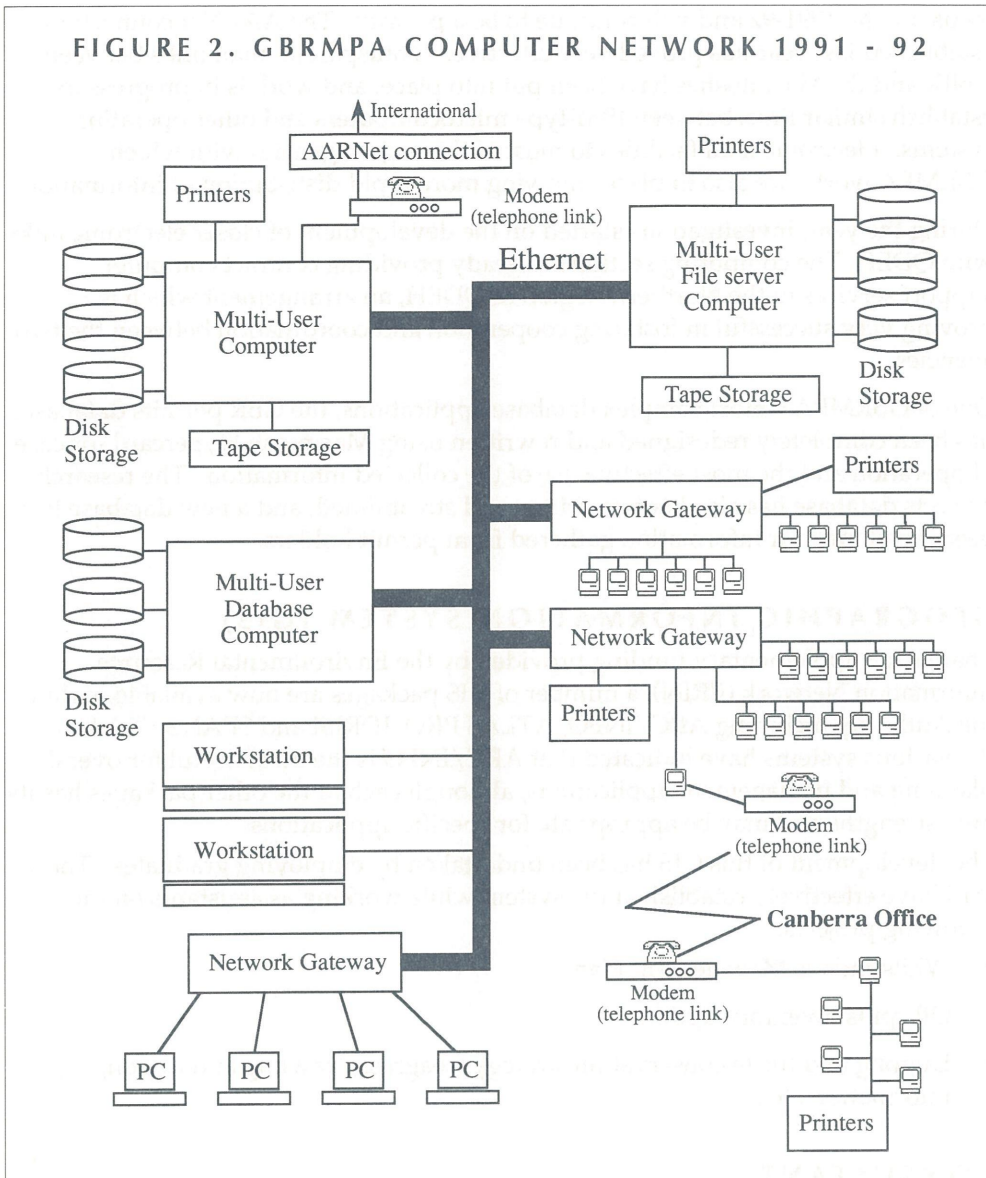 FIGURE 2. GBRMPA COMPUTER NETWORK 1991 - 92
International
AARNet connection
Printers
Modem
(telephone link)
Printers
Ethernet
Multi-User
Computer
Disk
Storage
Tape Storage
Multi-User
File server
Computer
Disk
Storage
Tape Storage
Printers
Network Gateway
Multi-User
Database
Computer
Disk
Storage
Network Gateway
Printers
Workstation
Workstation
Modem
(telephone link)
Canberra Office
Modem
(telephone link)
Network Gateway
PC
PC
PC
PC
Printers